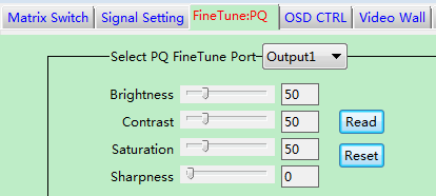 Matrix Switch Signal Setting FineTune:PQ OSD CTRL Video Wall
Select PQ FineTune Port Output1
Brightness 50
Contrast 50 Read
Saturation 50 Reset
Sharpness 0